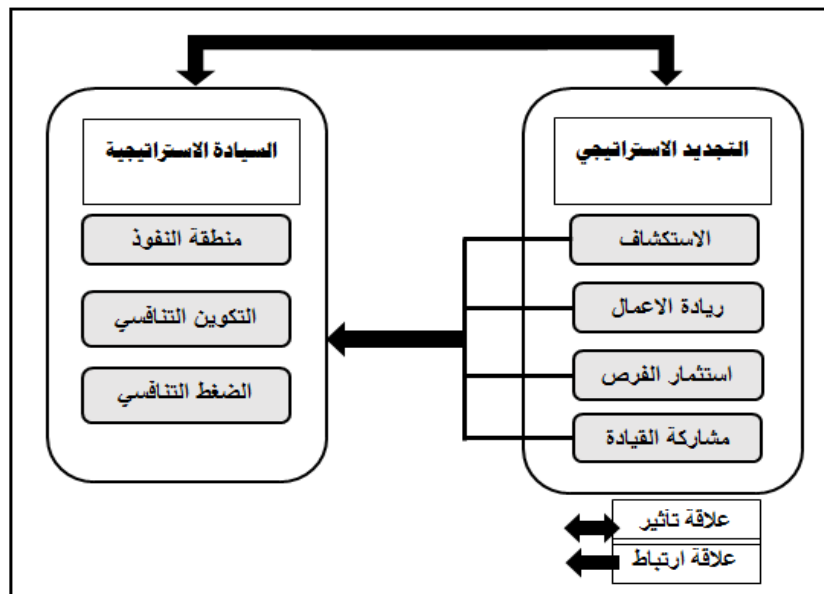 التجديد الاستراتيجي
الاستكشاف
ريادة الاعمال
استثمار الفرص
مشاركة القيادة
السيادة الاستراتيجية
منطقة النفوذ
التكوين التنافسي
الضغط التنافسي
علاقة تأثير
علاقة ارتباط